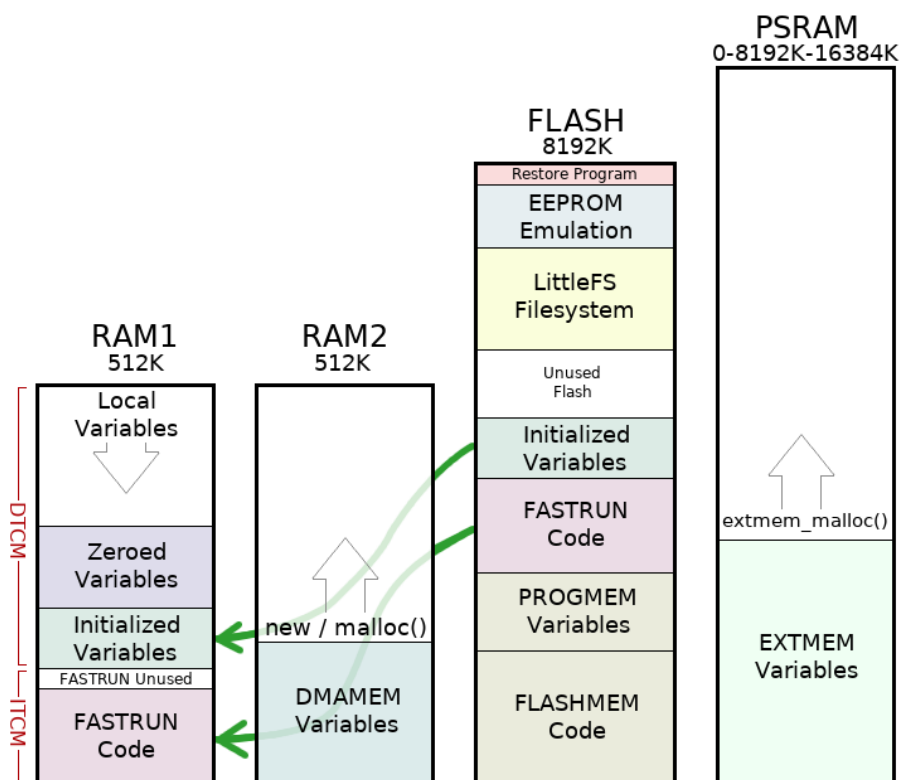 PSRAM
0-8192K-16384K
extmem_malloc()
EXTMEM
Variables
FLASH
8192K
Restore Program
EEPROM
Emulation
LittleFS
Filesystem
Unused
Flash
Initialized
Variables
FASTRUN
Code
PROGMEM
Variables
FLASHMEM
Code
RAM1
512K
Local
Variables
Zeroed
Variables
Initialized
Variables
FASTRUN Unused
FASTRUN
Code
DTCM
ITCM
RAM2
512K
new / malloc()
DMAMEM
Variables